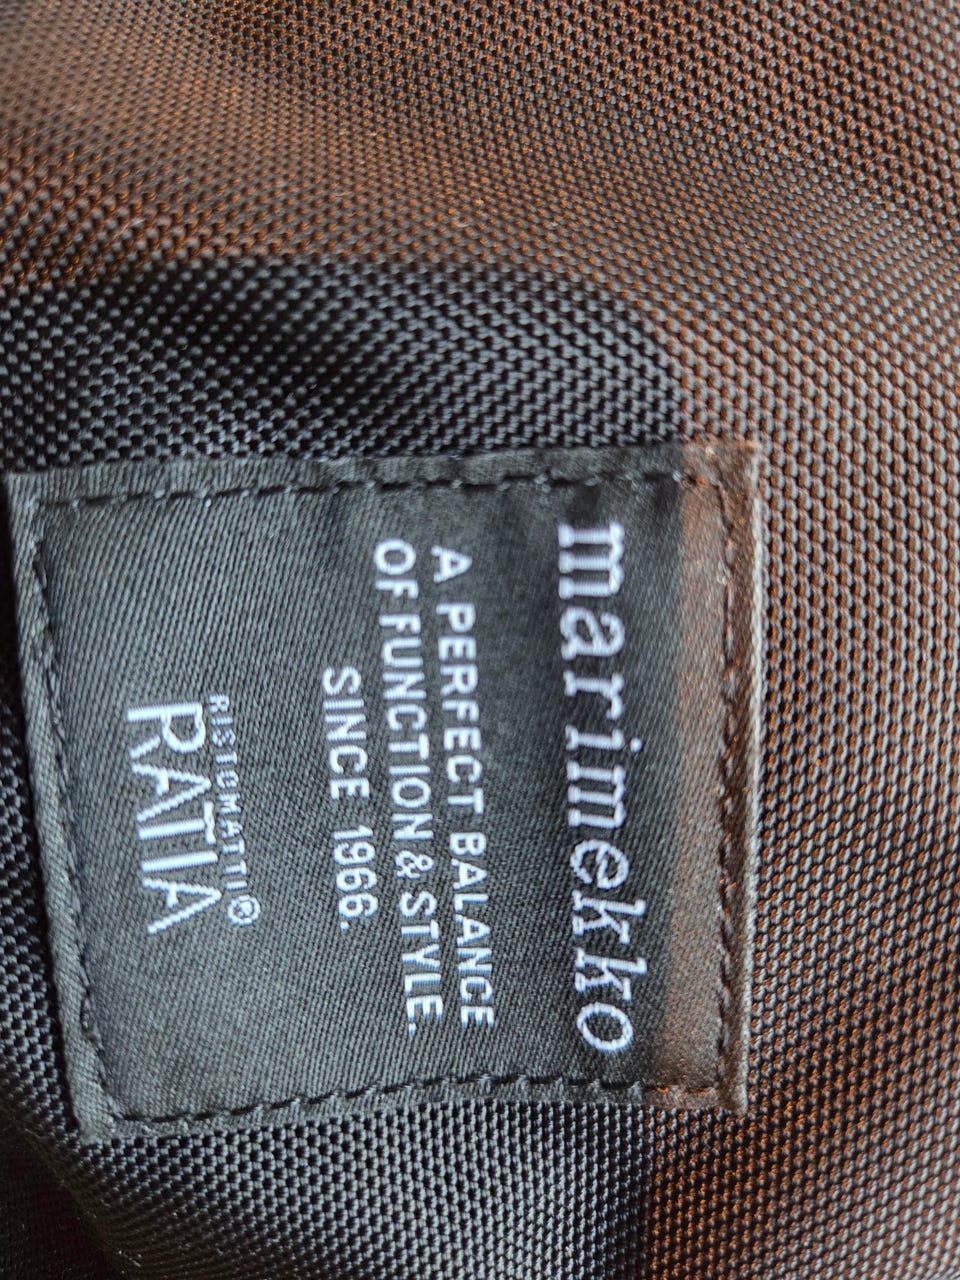 marimekko
A PERFECT BALANCE
OF FUNCTION & STYLE.
SINCE 1966.
RISTOMATTI
RATIA®